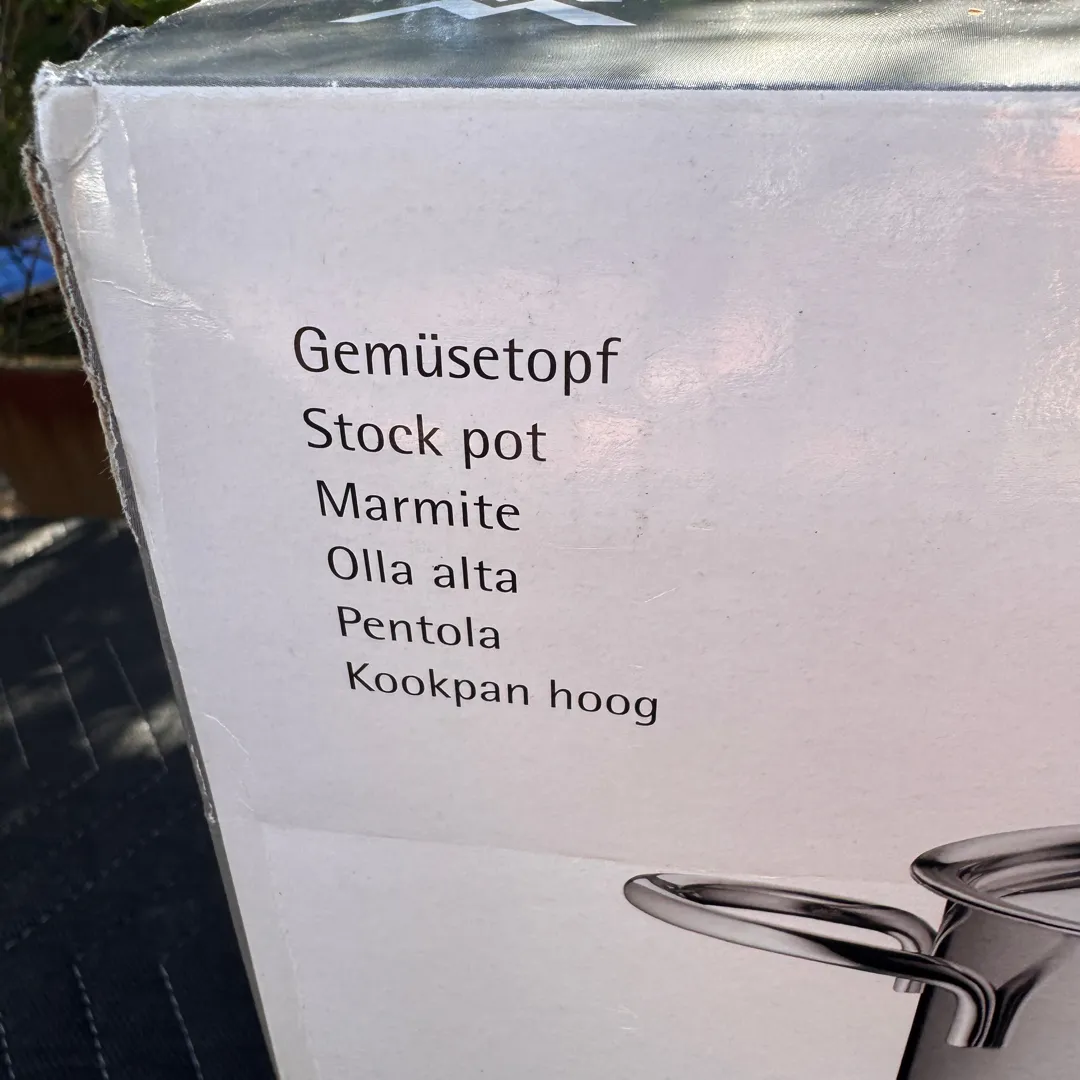 Gemüsetopf
Stock pot
Marmite
Olla alta
Pentola
Kookpan hoog